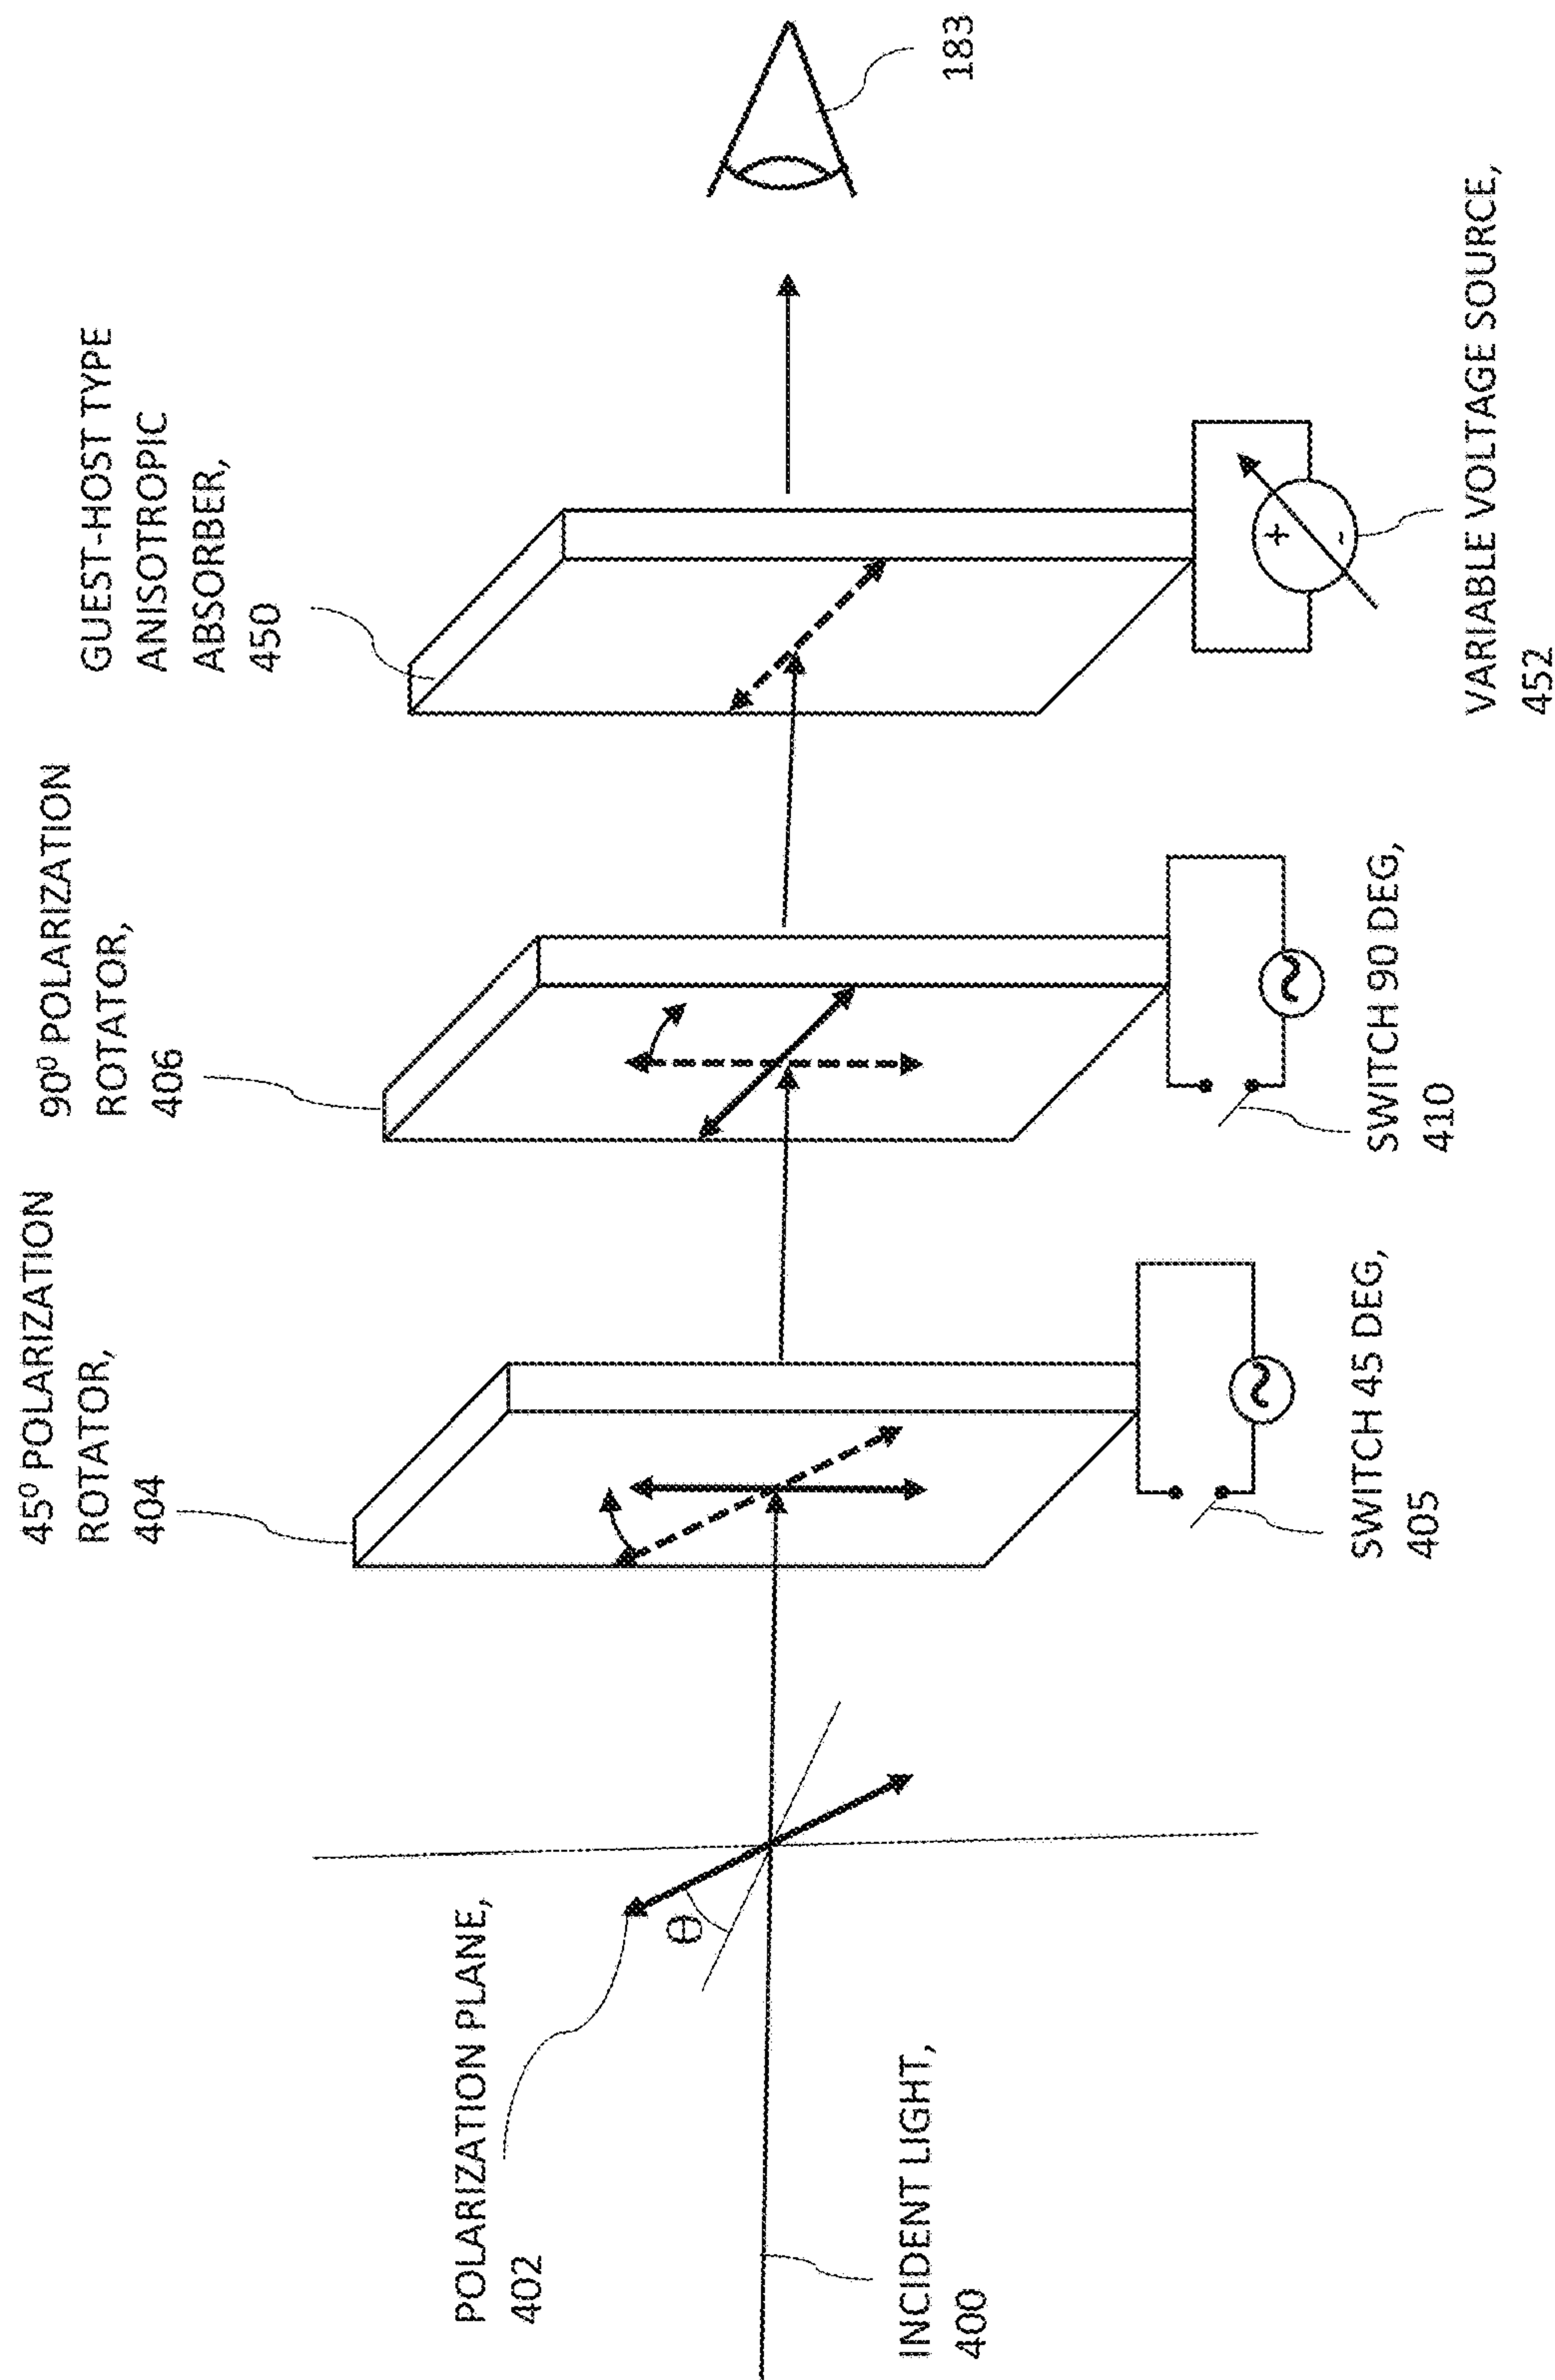 45⁰ POLARIZATION
ROTATOR,
404
90⁰ POLARIZATION
ROTATOR,
406
GUEST-HOST TYPE
ANISOTROPIC
ABSORBER,
450
POLARIZATION PLANE,
402
θ
183
INCIDENT LIGHT,
400
SWITCH 45 DEG,
405
SWITCH 90 DEG,
410
+
-
VARIABLE VOLTAGE SOURCE,
452